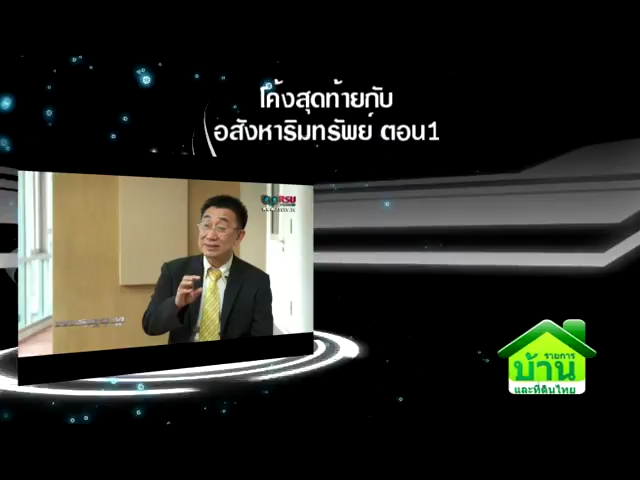 โค้งสุดท้ายกับ
อสังหาริมทรัพย์ ตอน1
RSU
รายการ
บ้าน
และที่ดินไทย